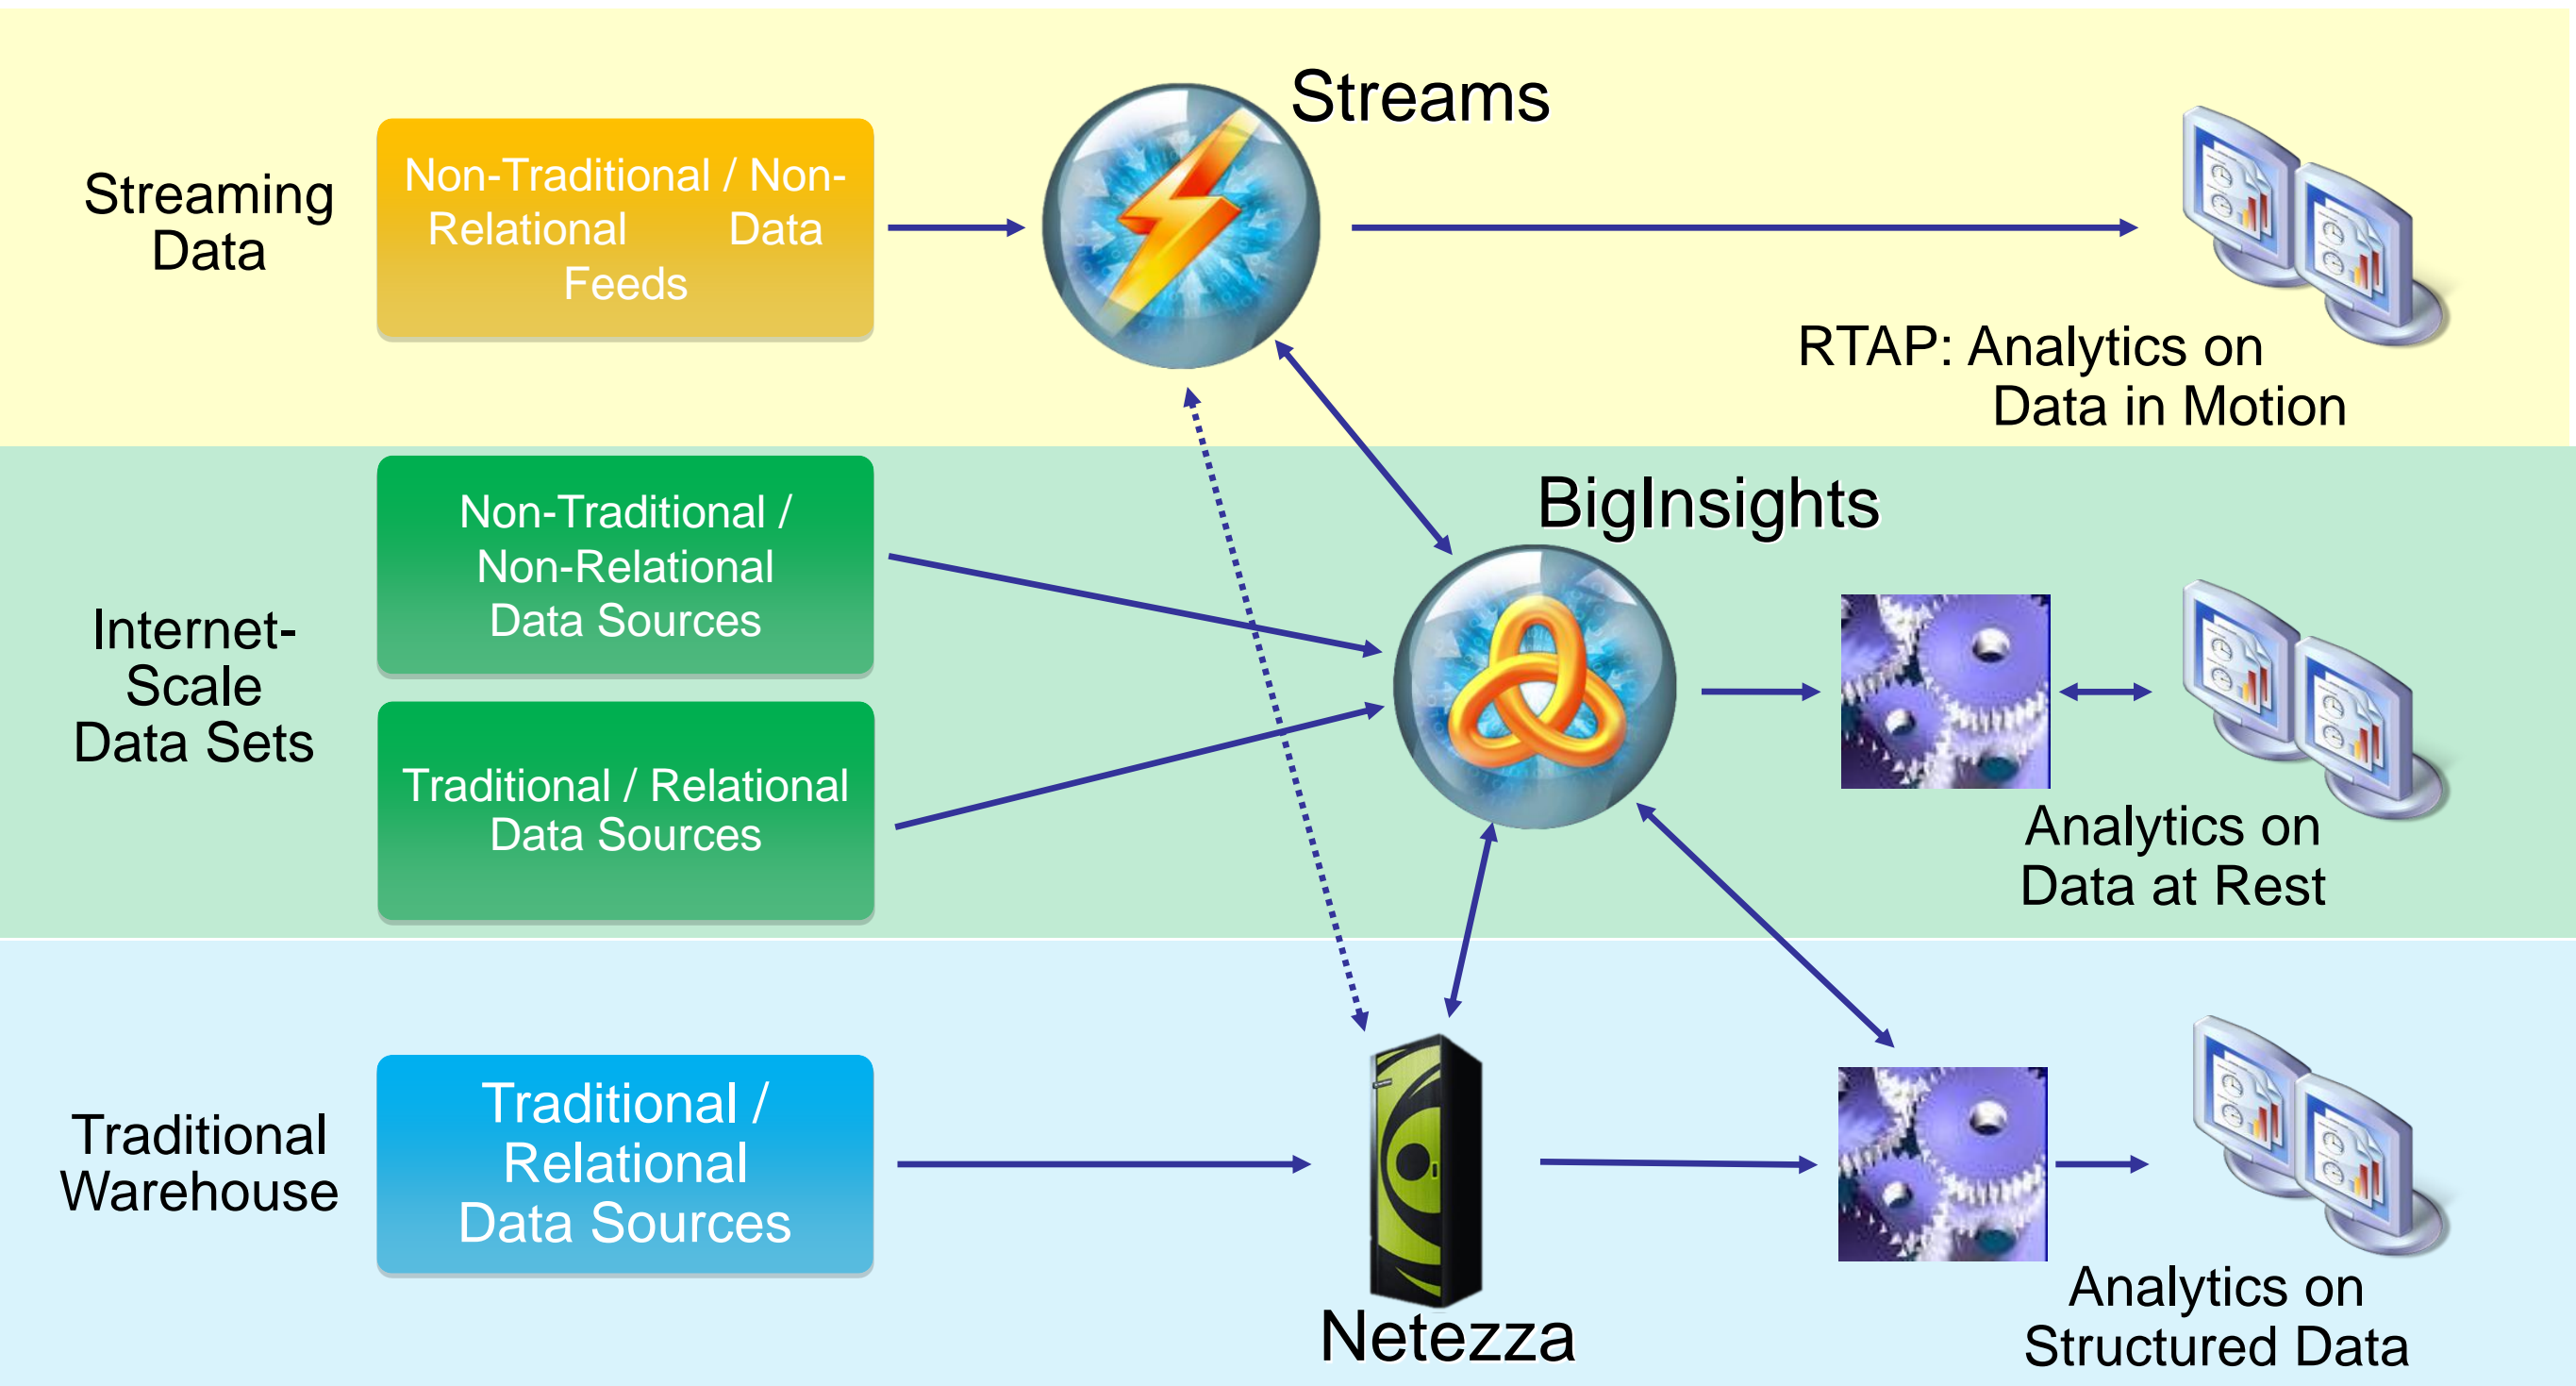 Streams
Streaming
Data
Non-Traditional / Non-
Relational Data
Feeds
RTAP: Analytics on
Data in Motion
BigInsights
Internet-
Scale
Data Sets
Non-Traditional /
Non-Relational
Data Sources
Traditional / Relational
Data Sources
Analytics on
Data at Rest
Traditional
Warehouse
Traditional /
Relational
Data Sources
Netezza
Analytics on
Structured Data